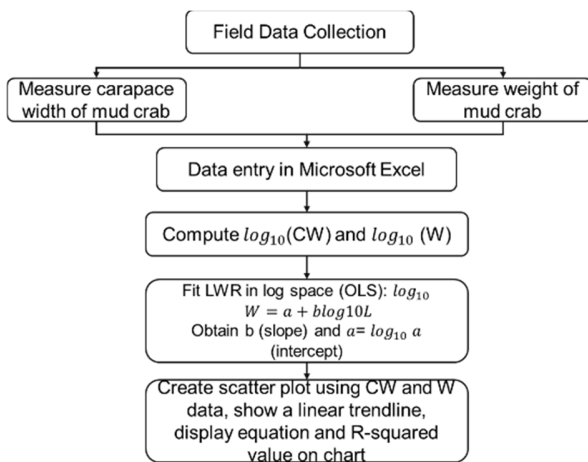 Field Data Collection
Measure carapace
width of mud crab
Measure weight of
mud crab
Data entry in Microsoft Excel
Compute log₁₀(CW) and log₁₀ (W)
Fit LWR in log space (OLS): log₁₀
W = a + blog10L
Obtain b (slope) and a= log₁₀ a
(intercept)
Create scatter plot using CW and W
data, show a linear trendline,
display equation and R-squared
value on chart